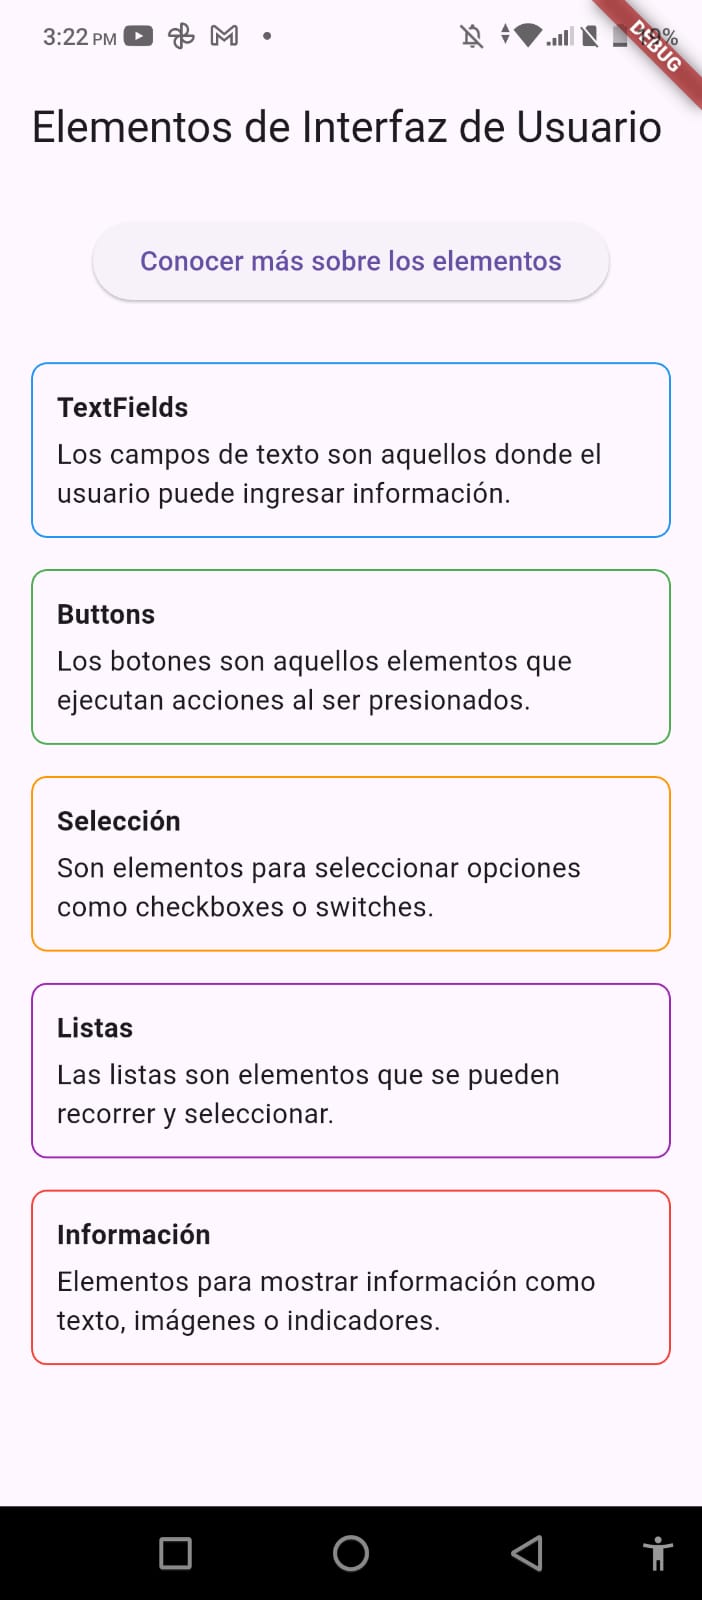 3:22 PM
DEBUG
Elementos de Interfaz de Usuario
Conocer más sobre los elementos
TextFields
Los campos de texto son aquellos donde el
usuario puede ingresar información.
Buttons
Los botones son aquellos elementos que
ejecutan acciones al ser presionados.
Selección
Son elementos para seleccionar opciones
como checkboxes o switches.
Listas
Las listas son elementos que se pueden
recorrer y seleccionar.
Información
Elementos para mostrar información como
texto, imágenes o indicadores.